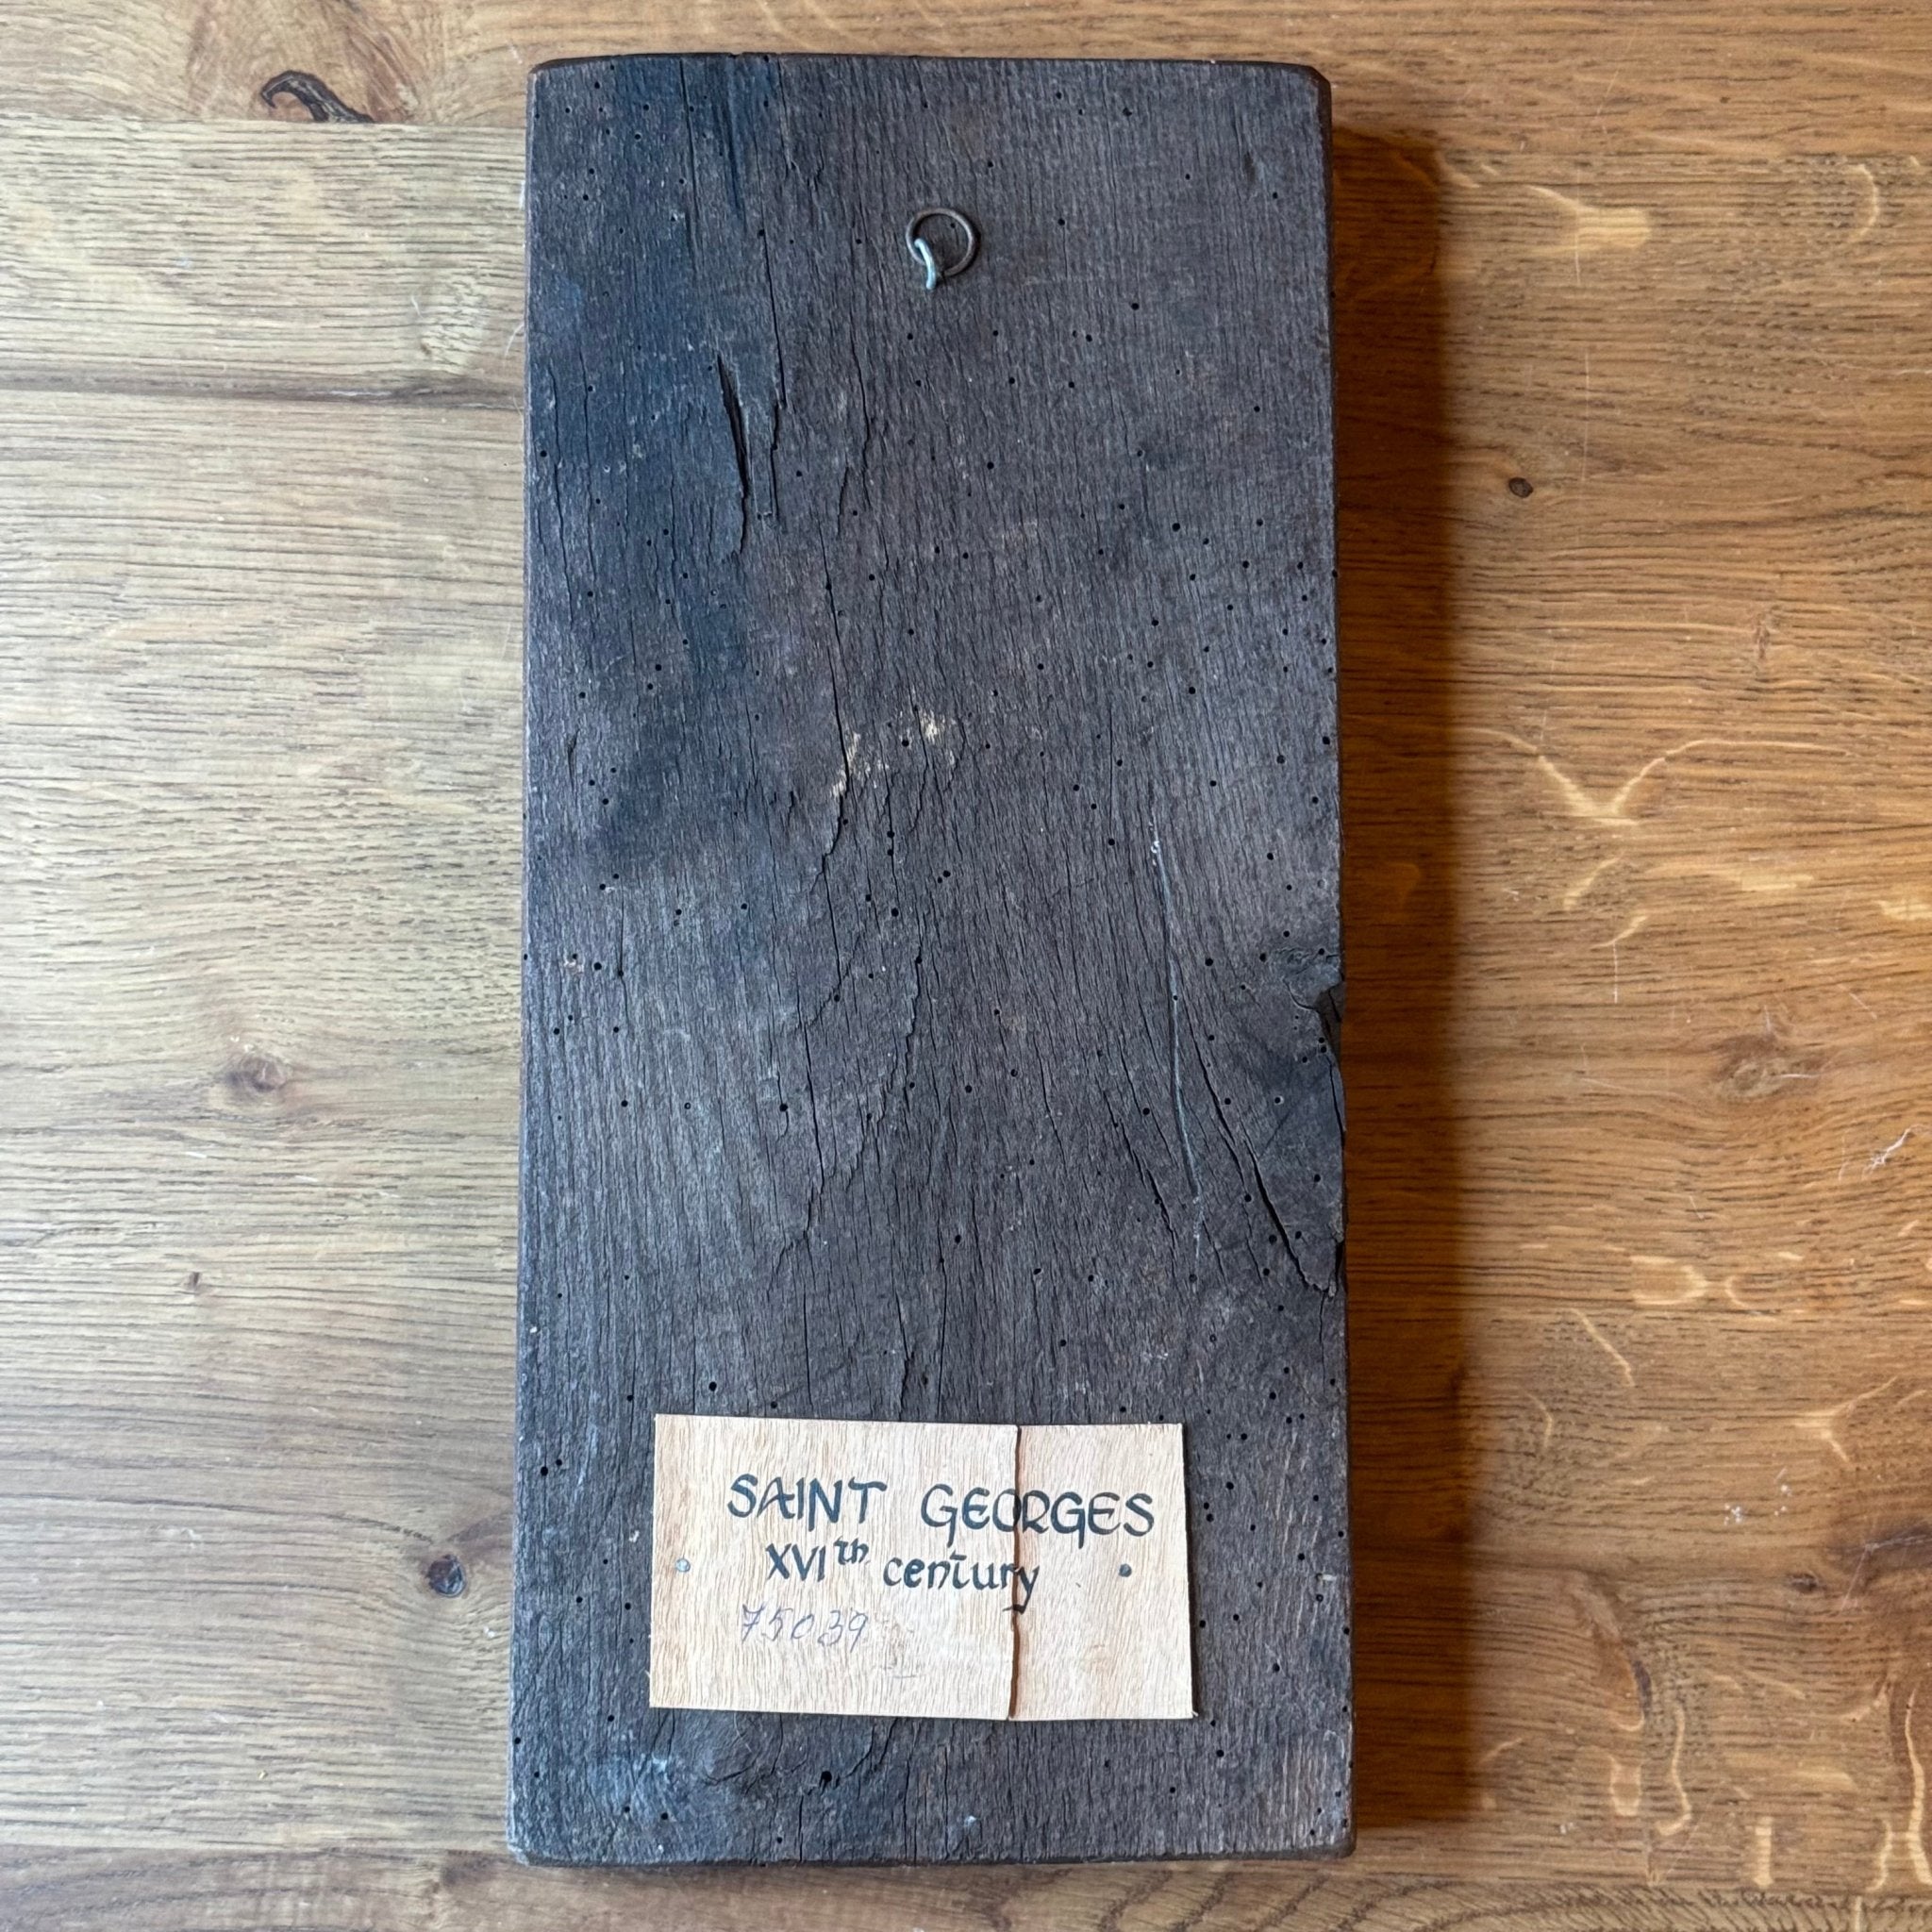 SAINT GEORGES
XVIth century
75039